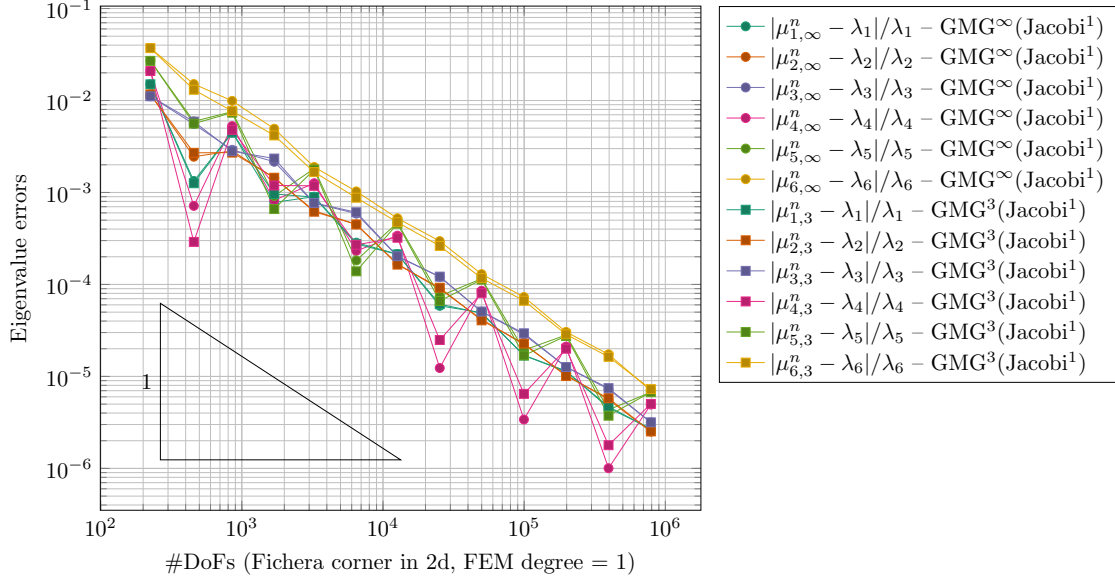 10^−1
10^−2
10^−3
10^−4
10^−5
10^−6
Eigenvalue errors
1
10^2
10^3
10^4
10^5
10^6
#DoFs (Fichera corner in 2d, FEM degree = 1)
|μ^n_{1,∞} − λ_1|/λ_1 – GMG^∞(Jacobi^1)
|μ^n_{2,∞} − λ_2|/λ_2 – GMG^∞(Jacobi^1)
|μ^n_{3,∞} − λ_3|/λ_3 – GMG^∞(Jacobi^1)
|μ^n_{4,∞} − λ_4|/λ_4 – GMG^∞(Jacobi^1)
|μ^n_{5,∞} − λ_5|/λ_5 – GMG^∞(Jacobi^1)
|μ^n_{6,∞} − λ_6|/λ_6 – GMG^∞(Jacobi^1)
|μ^n_{1,3} − λ_1|/λ_1 – GMG^3(Jacobi^1)
|μ^n_{2,3} − λ_2|/λ_2 – GMG^3(Jacobi^1)
|μ^n_{3,3} − λ_3|/λ_3 – GMG^3(Jacobi^1)
|μ^n_{4,3} − λ_4|/λ_4 – GMG^3(Jacobi^1)
|μ^n_{5,3} − λ_5|/λ_5 – GMG^3(Jacobi^1)
|μ^n_{6,3} − λ_6|/λ_6 – GMG^3(Jacobi^1)